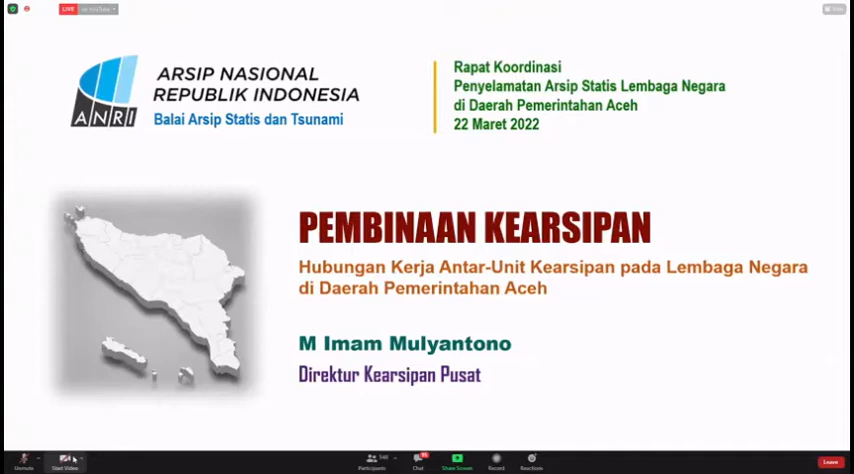 LIVE
ARSIP NASIONAL
REPUBLIK INDONESIA
ANRI
Balai Arsip Statis dan Tsunami
Rapat Koordinasi
Penyelamatan Arsip Statis Lembaga Negara
di Daerah Pemerintahan Aceh
22 Maret 2022
PEMBINAAN KEARSIPAN
Hubungan Kerja Antar-Unit Kearsipan pada Lembaga Negara
di Daerah Pemerintahan Aceh
M Imam Mulyantono
Direktur Kearsipan Pusat
Unmute
Start Video
Participants
Chat
Share Screen
Record
Reactions
Leave